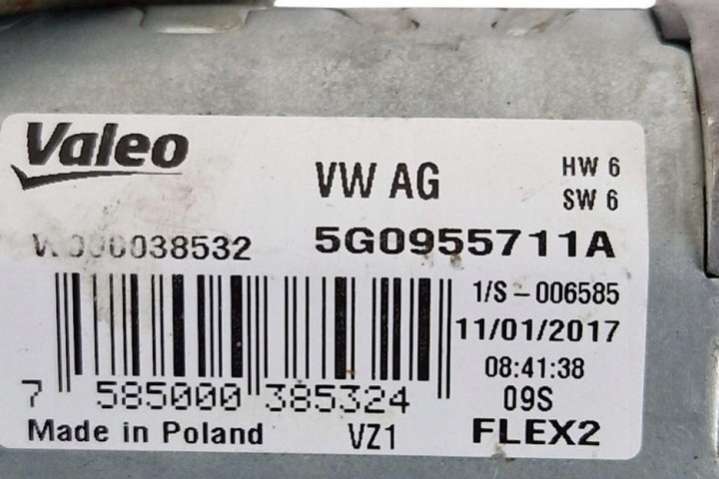 Valeo
VW AG
HW 6
SW 6
W000038532
5G0955711A
1/S-006585
11/01/2017
08:41:38
7 585000 385324
09S
Made in Poland
VZ1
FLEX2